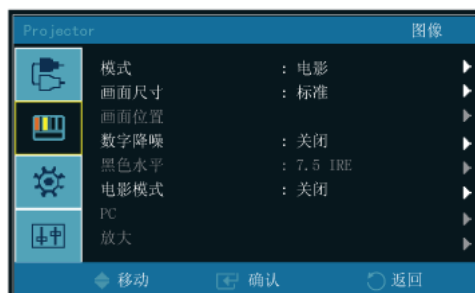 Projector 图像
模式 : 电影
画面尺寸 : 标准
画面位置
数字降噪 : 关闭
黑色水平 : 7.5 IRE
电影模式 : 关闭
PC
放大
移动 确认 返回